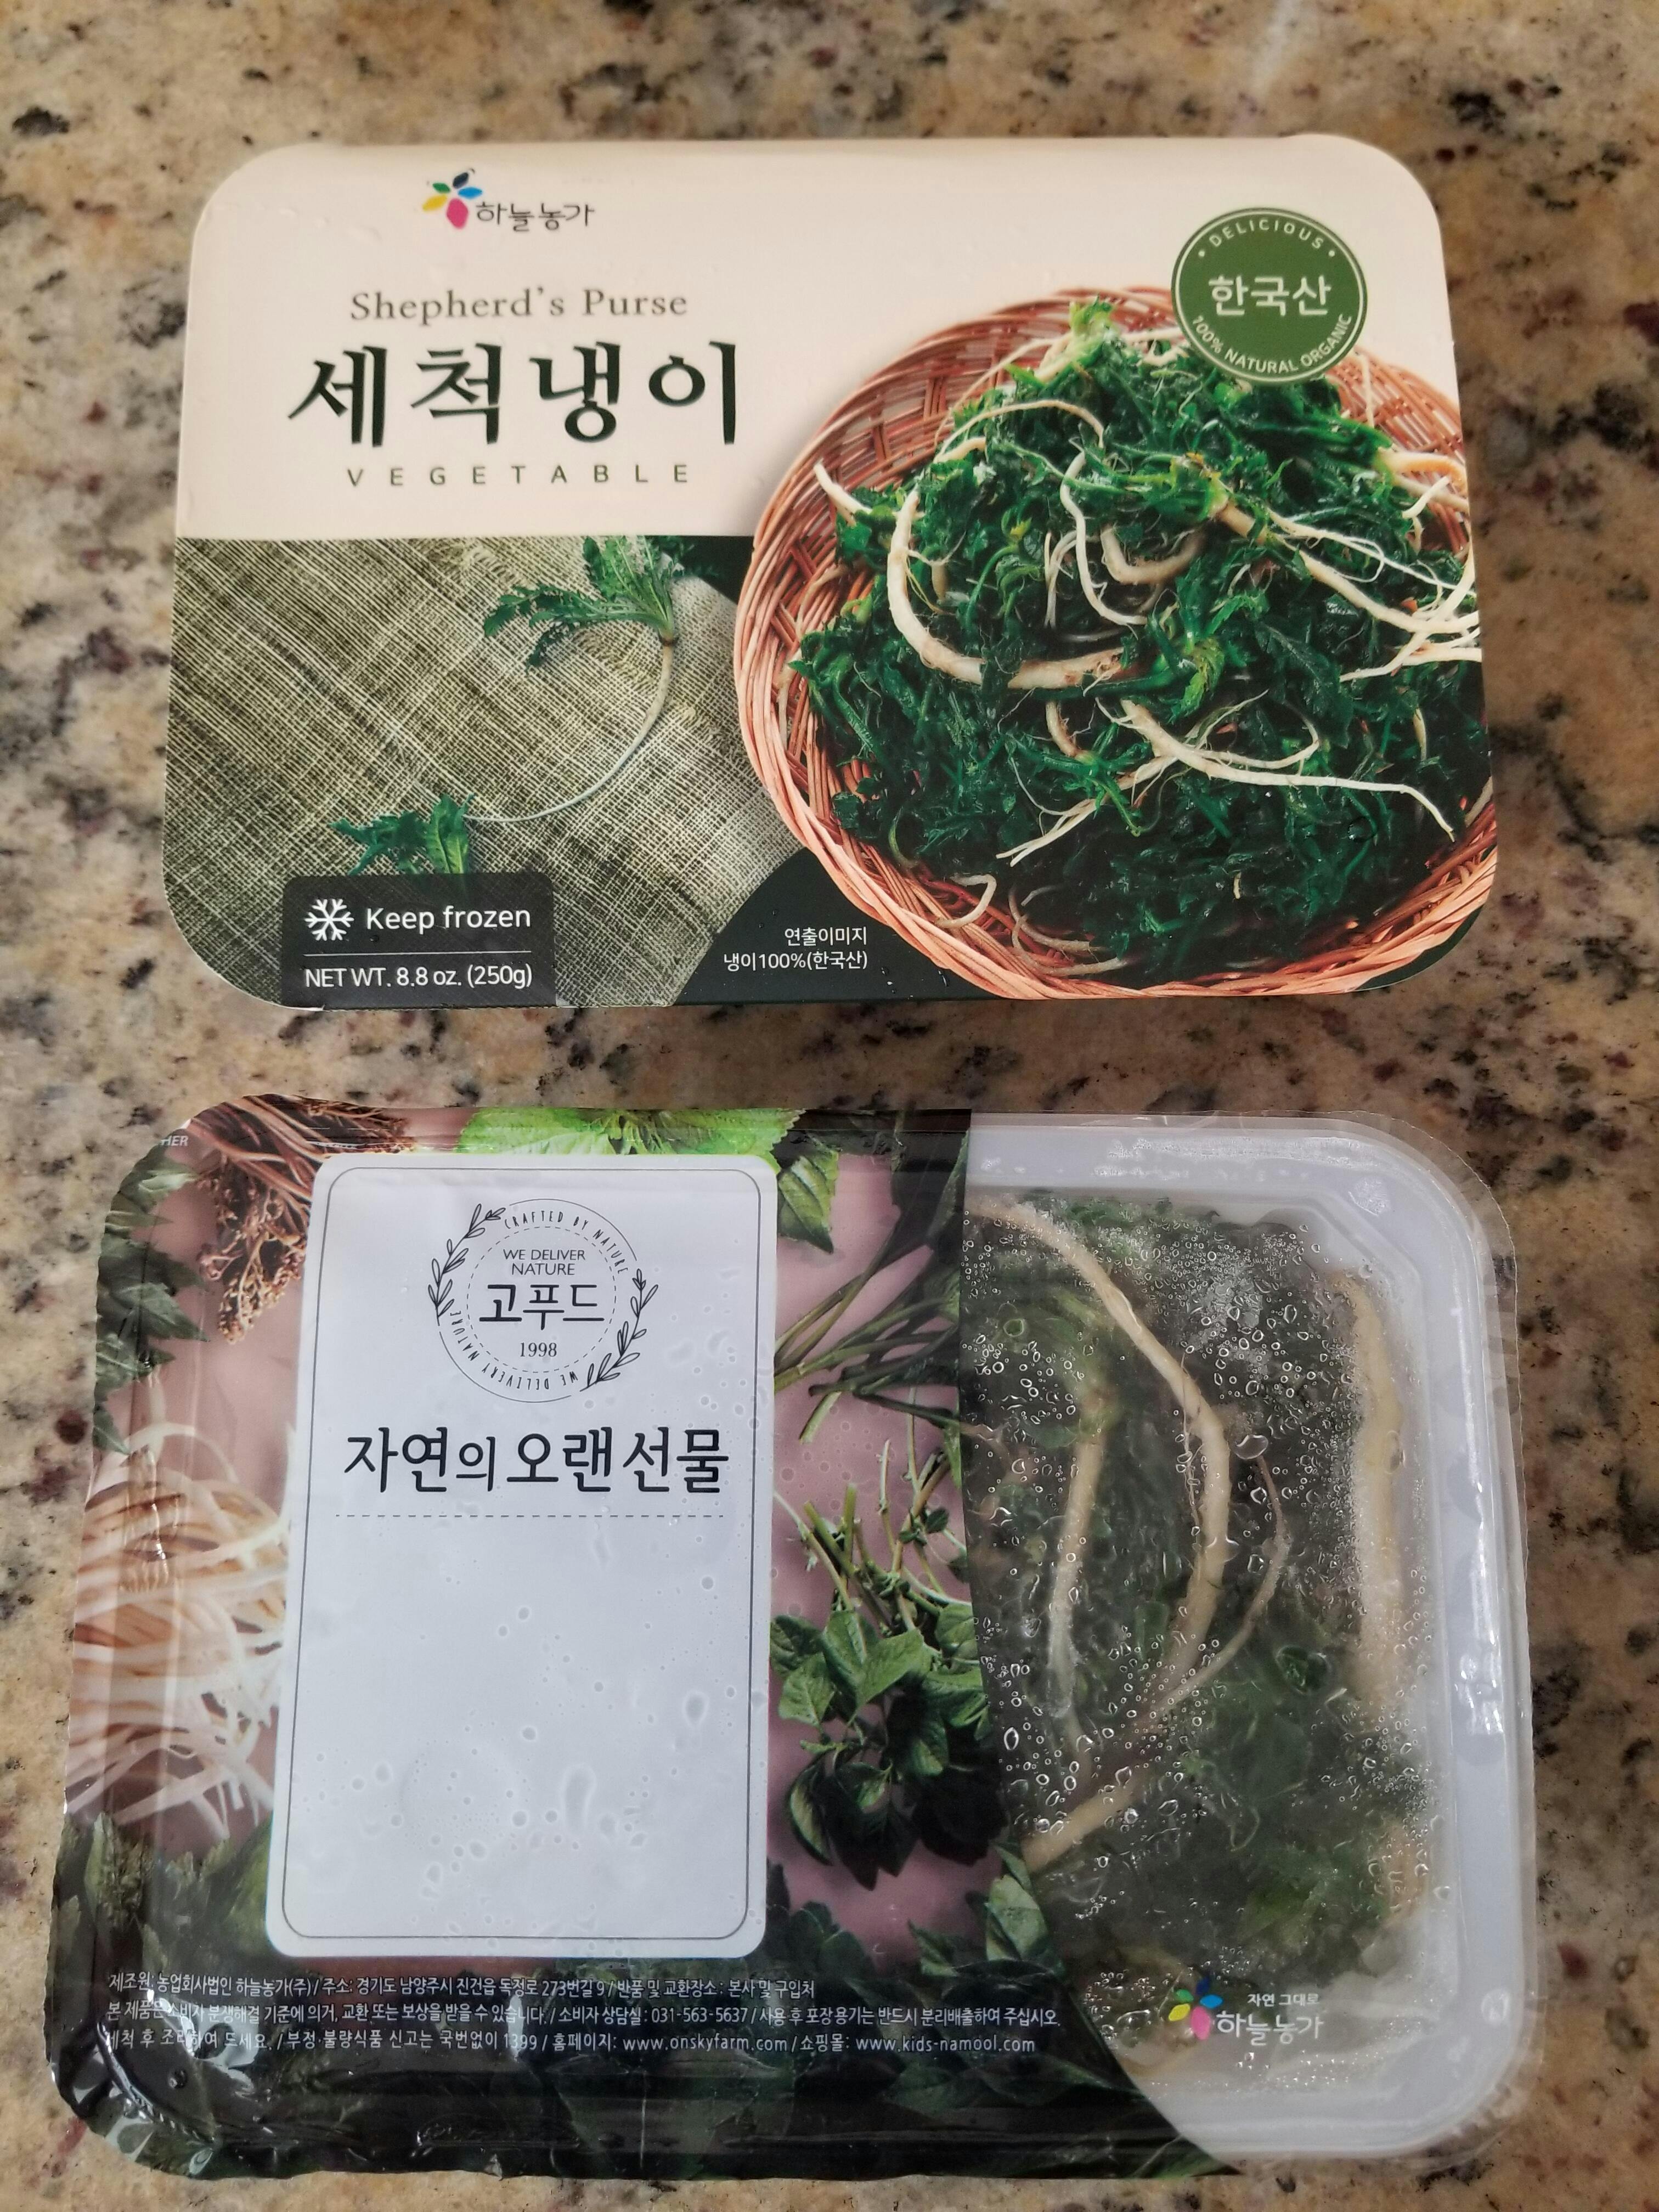 하늘농가
Shepherd's Purse
세척냉이
VEGETABLE
DELICIOUS
한국산
100% NATURAL ORGANIC
Keep frozen
NET WT. 8.8 oz. (250g)
연출이미지
냉이100%(한국산)
HER
CRAFTED BY NATURE
WE DELIVER
NATURE
고푸드
1998
WE DELIVERY NATURE
자연의 오랜 선물
제조원: 농업회사법인 하늘농가(주) / 주소: 경기도 남양주시 진건읍 독정로 273번길 9 / 반품 및 교환장소 : 본사 및 구입처
본 제품은 소비자 분쟁해결 기준에 의거, 교환 또는 보상을 받을 수 있습니다. / 소비자 상담실 : 031-563-5637 / 사용 후 포장용기는 반드시 분리배출하여 주십시오.
세척 후 조리하여 드세요. / 부정·불량식품 신고는 국번없이 1399 / 홈페이지: www.onskyfarm.com / 쇼핑몰: www.kids-namool.com
자연 그대로
하늘농가